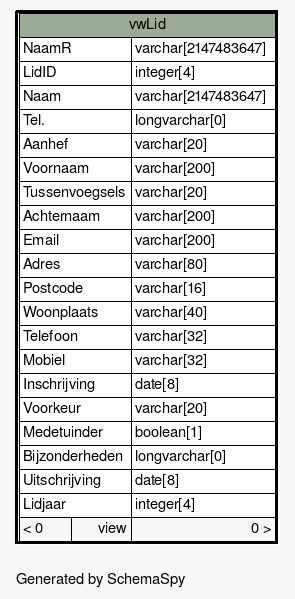 vwLid
NaamR varchar[2147483647]
LidID integer[4]
Naam varchar[2147483647]
Tel. longvarchar[0]
Aanhef varchar[20]
Voornaam varchar[200]
Tussenvoegsels varchar[20]
Achternaam varchar[200]
Email varchar[200]
Adres varchar[80]
Postcode varchar[16]
Woonplaats varchar[40]
Telefoon varchar[32]
Mobiel varchar[32]
Inschrijving date[8]
Voorkeur varchar[20]
Medetuinder boolean[1]
Bijzonderheden longvarchar[0]
Uitschrijving date[8]
Lidjaar integer[4]
< 0 view 0 >
Generated by SchemaSpy